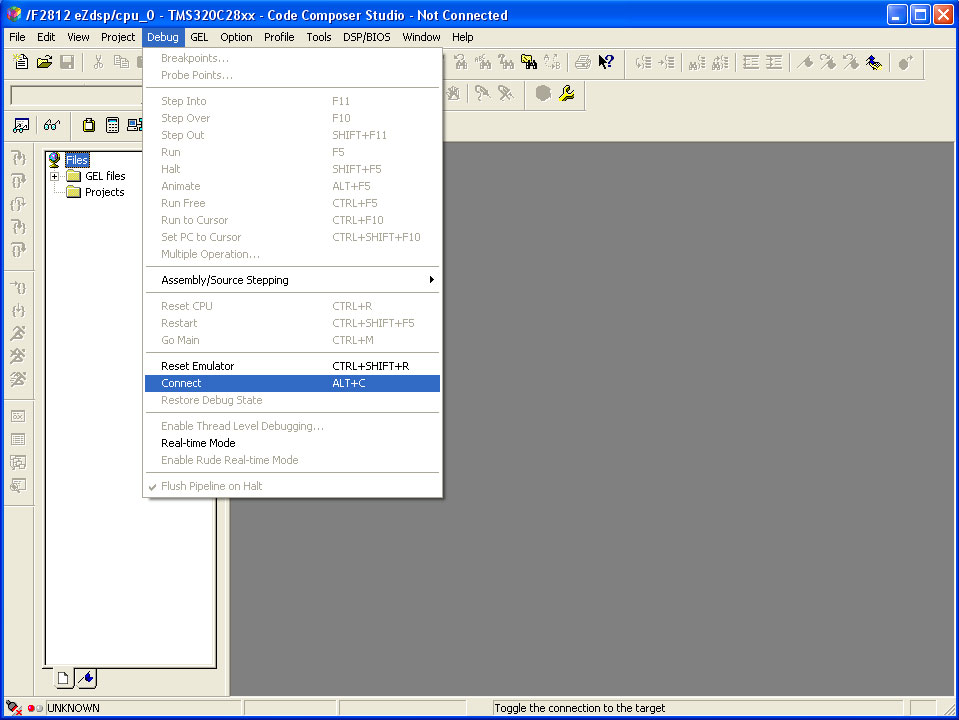 /F2812 eZdsp/cpu_0 - TMS320C28xx - Code Composer Studio - Not Connected
File Edit View Project Debug GEL Option Profile Tools DSP/BIOS Window Help
Breakpoints...
Probe Points...
Step Into F11
Step Over F10
Step Out SHIFT+F11
Run F5
Halt SHIFT+F5
Animate ALT+F5
Run Free CTRL+F5
Run to Cursor CTRL+F10
Set PC to Cursor CTRL+SHIFT+F10
Multiple Operation...
Assembly/Source Stepping
Reset CPU CTRL+R
Restart CTRL+SHIFT+F5
Go Main CTRL+M
Reset Emulator CTRL+SHIFT+R
Connect ALT+C
Restore Debug State
Enable Thread Level Debugging...
Real-time Mode
Enable Rude Real-time Mode
Flush Pipeline on Halt
Files
GEL files
Projects
UNKNOWN
Toggle the connection to the target